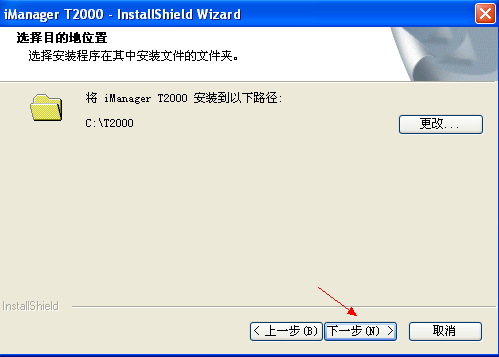 iManager T2000 - InstallShield Wizard
选择目的地位置
选择安装程序在其中安装文件的文件夹。
将 iManager T2000 安装到以下路径:
C:\T2000
更改...
InstallShield
< 上一步(B) 下一步(N) > 取消